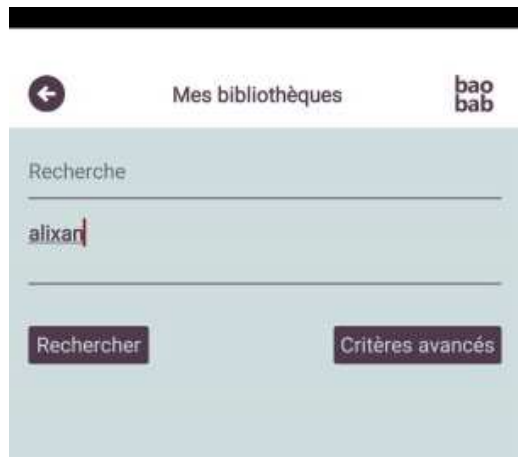 Mes bibliothèques
bao
bab
Recherche
alixan
Rechercher
Critères avancés